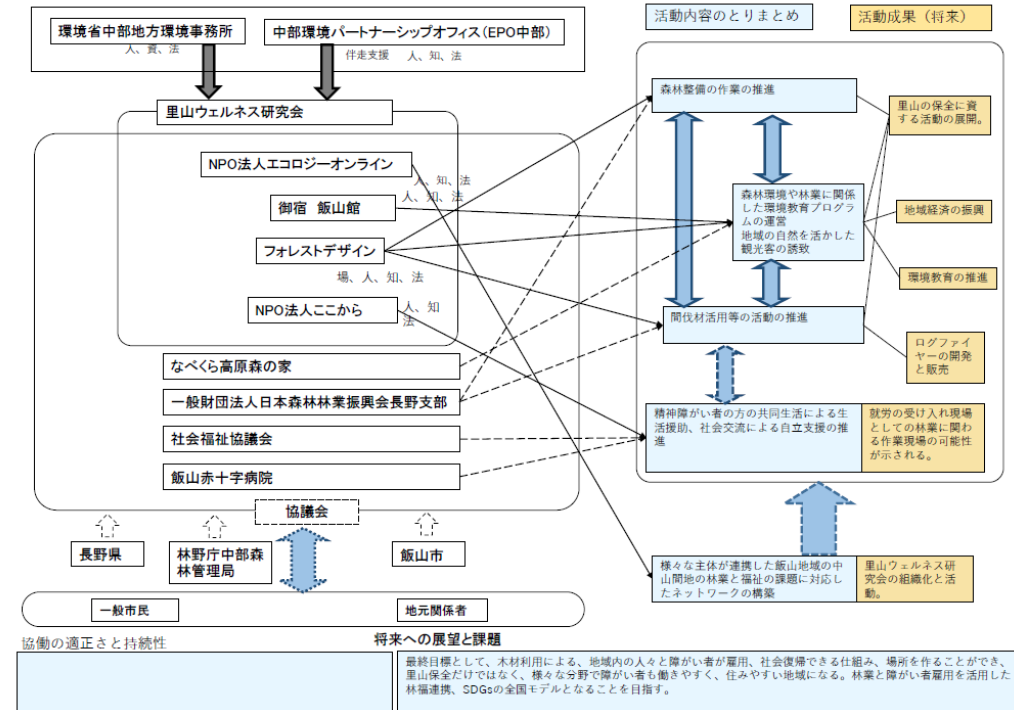 環境省中部地方環境事務所
人、資、法
中部環境パートナーシップオフィス(EPO中部)
伴走支援 人、知、法
里山ウェルネス研究会
NPO法人エコロジーオンライン
人、知、法
人、知、法
御宿 飯山館
フォレストデザイン
場、人、知、法
NPO法人ここから
人、知
法
なべくら高原森の家
一般財団法人日本森林林業振興会長野支部
社会福祉協議会
飯山赤十字病院
協議会
長野県
林野庁中部森
林管理局
飯山市
一般市民
地元関係者
活動内容のとりまとめ
活動成果(将来)
森林整備の作業の推進
里山の保全に資
する活動の展開。
森林環境や林業に関係
した環境教育プログラ
ムの運営
地域の自然を活かした
観光客の誘致
地域経済の振興
環境教育の推進
間伐材活用等の活動の推進
ログファイ
ヤーの開発
と販売
精神障がい者の方の共同生活による生
活援助、社会交流による自立支援の推
進
就労の受け入れ現場
としての林業に関わ
る作業現場の可能性
が示される。
様々な主体が連携した飯山地域の中
山間地の林業と福祉の課題に対応し
たネットワークの構築
里山ウェルネス研
究会の組織化と活
動。
協働の適正さと持続性
将来への展望と課題
最終目標として、木材利用による、地域内の人々と障がい者が雇用、社会復帰できる仕組み、場所を作ることができ、
里山保全だけではなく、様々な分野で障がい者も働きやすく、住みやすい地域になる。林業と障がい者雇用を活用した
林福連携、SDGsの全国モデルとなることを目指す。